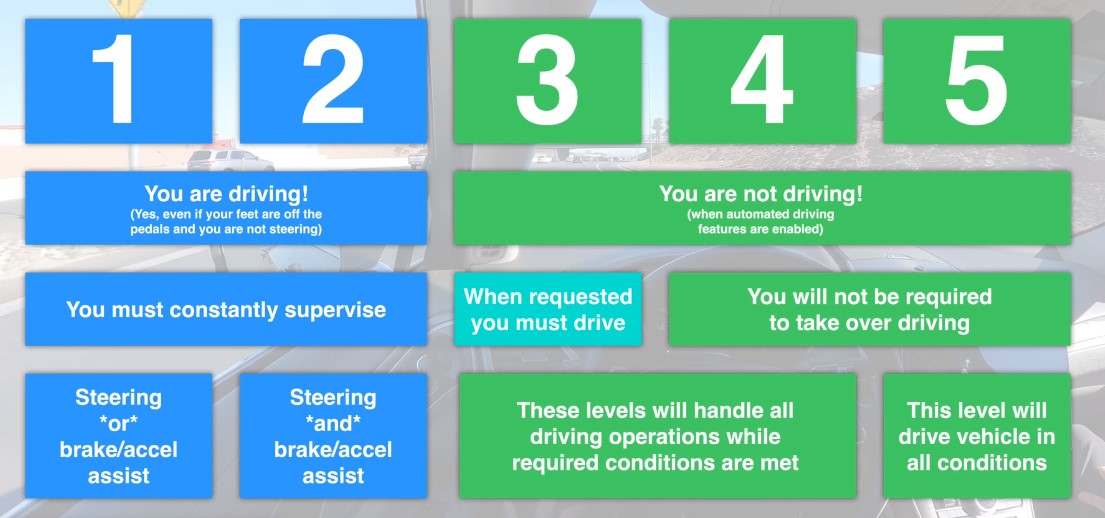 1
2
3
4
5
You are driving!
(Yes, even if your feet are off the
pedals and you are not steering)
You are not driving!
(when automated driving
features are enabled)
You must constantly supervise
When requested
you must drive
You will not be required
to take over driving
Steering
*or*
brake/accel
assist
Steering
*and*
brake/accel
assist
These levels will handle all
driving operations while
required conditions are met
This level will
drive vehicle in
all conditions